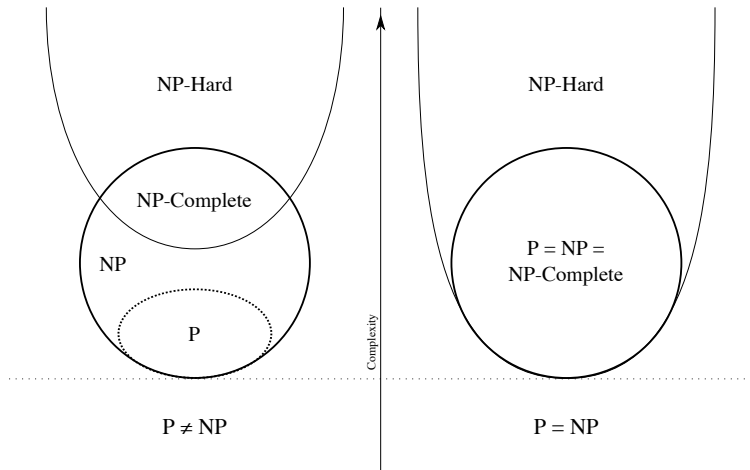 NP-Hard
NP-Complete
NP
P
P ≠ NP
Complexity
NP-Hard
P = NP =
NP-Complete
P = NP